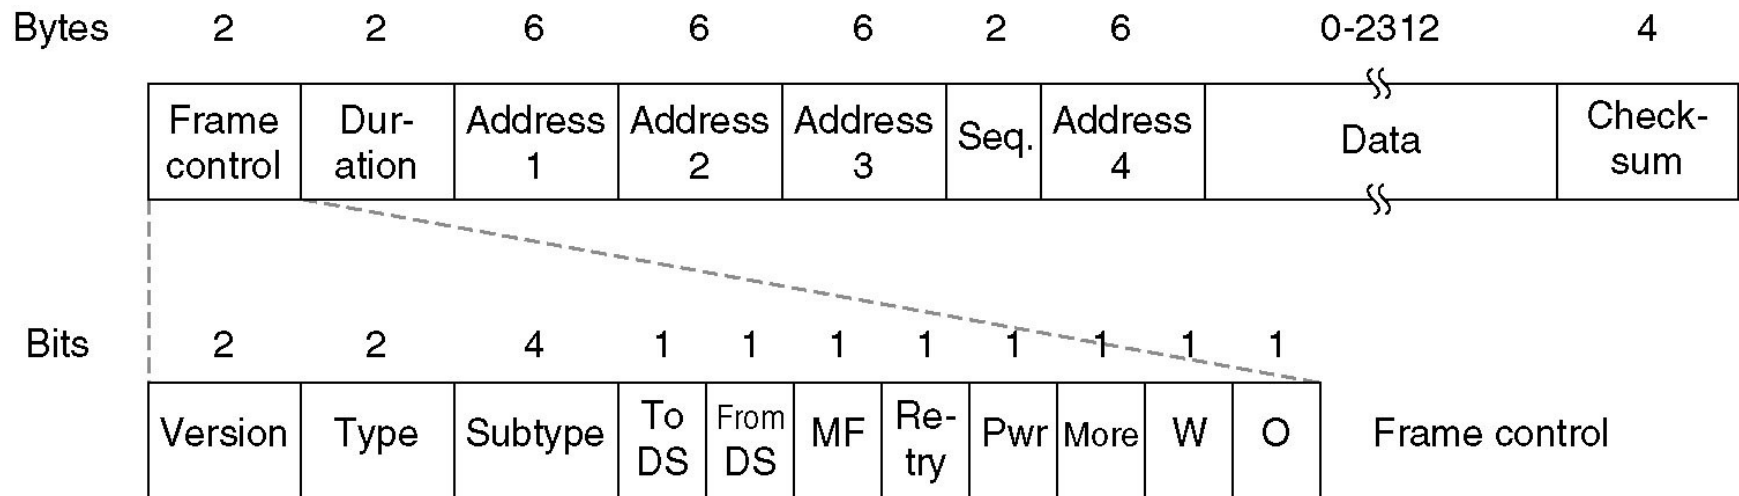 Bytes 2 2 6 6 6 2 6 0-2312 4
Frame control
Dur-
ation
Address
1
Address
2
Address
3
Seq.
Address
4
Data
Check-
sum
Bits 2 2 4 1 1 1 1 1 1 1 1
Version
Type
Subtype
To
DS
From
DS
MF
Re-
try
Pwr
More
W
O
Frame control